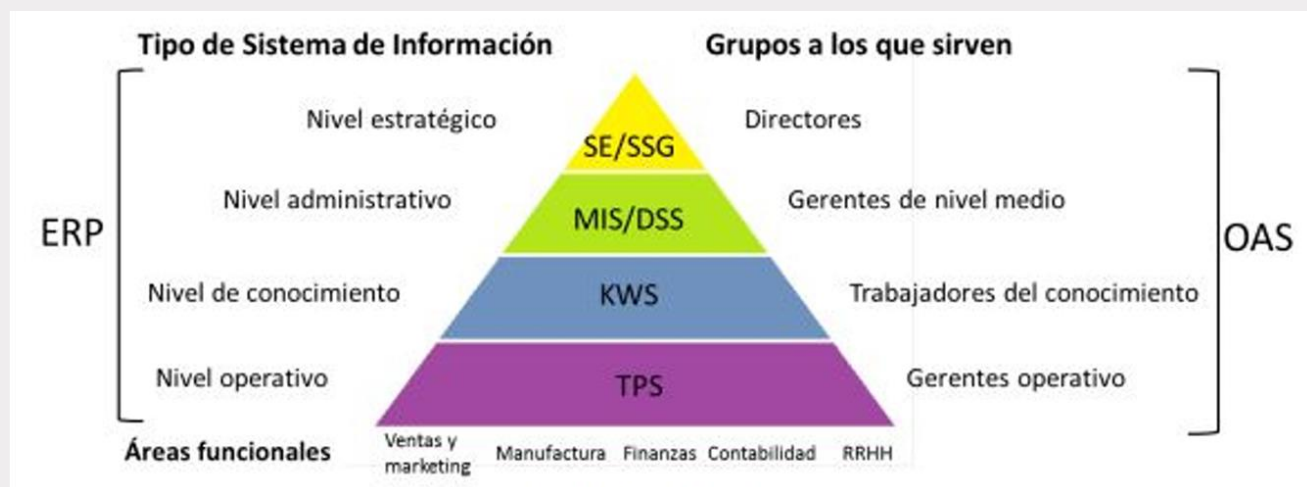 Tipo de Sistema de Información
Grupos a los que sirven
Nivel estratégico
SE/SSG
Directores
Nivel administrativo
MIS/DSS
Gerentes de nivel medio
ERP
OAS
Nivel de conocimiento
KWS
Trabajadores del conocimiento
Nivel operativo
TPS
Gerentes operativo
Áreas funcionales
Ventas y
marketing
Manufactura
Finanzas
Contabilidad
RRHH